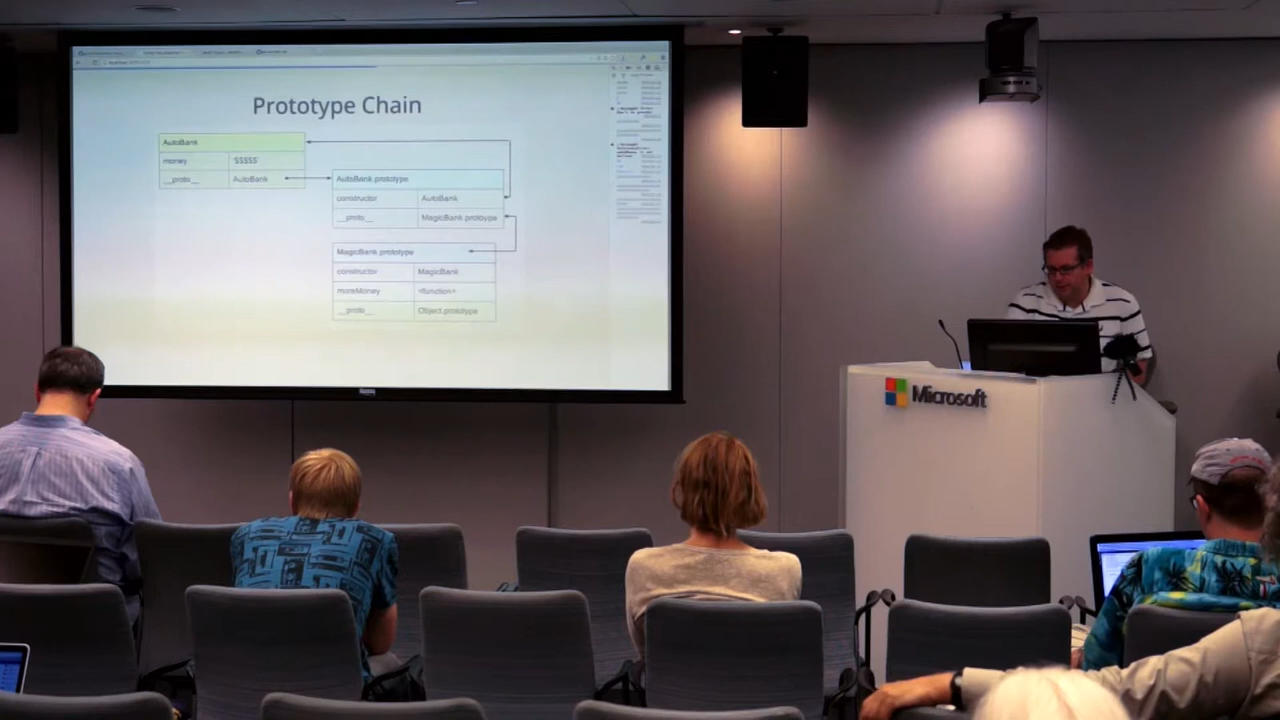 Prototype Chain
AutoBank
money '$$$$$'
__proto__ AutoBank
AutoBank.prototype
constructor AutoBank
__proto__ MagicBank.protoype
MagicBank.prototype
constructor MagicBank
moreMoney <function>
__proto__ Object.prototype
Microsoft